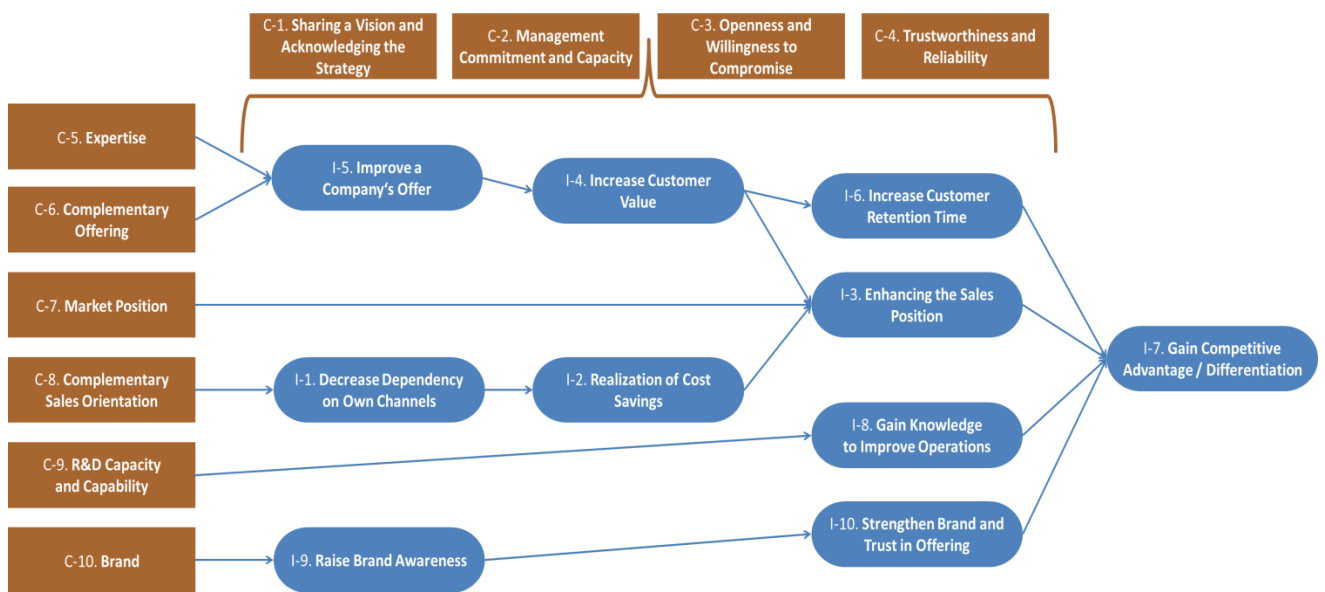 C-1. Sharing a Vision and
Acknowledging the
Strategy
C-2. Management
Commitment and Capacity
C-3. Openness and
Willingness to
Compromise
C-4. Trustworthiness and
Reliability
C-5. Expertise
I-5. Improve a
Company‘s Offer
I-4. Increase Customer
Value
I-6. Increase Customer
Retention Time
C-6. Complementary
Offering
C-7. Market Position
I-3. Enhancing the Sales
Position
I-7. Gain Competitive
Advantage / Differentiation
C-8. Complementary
Sales Orientation
I-1. Decrease Dependency
on Own Channels
I-2. Realization of Cost
Savings
I-8. Gain Knowledge
to Improve Operations
C-9. R&D Capacity
and Capability
C-10. Brand
I-9. Raise Brand Awareness
I-10. Strengthen Brand and
Trust in Offering